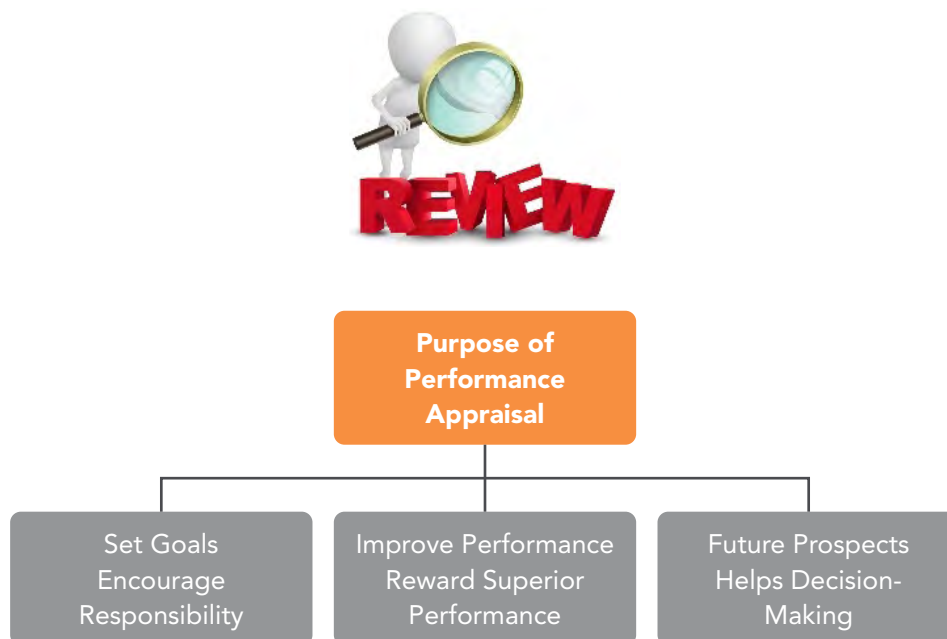 REVIEW
Purpose of
Performance
Appraisal
Set Goals
Encourage
Responsibility
Improve Performance
Reward Superior
Performance
Future Prospects
Helps Decision-
Making